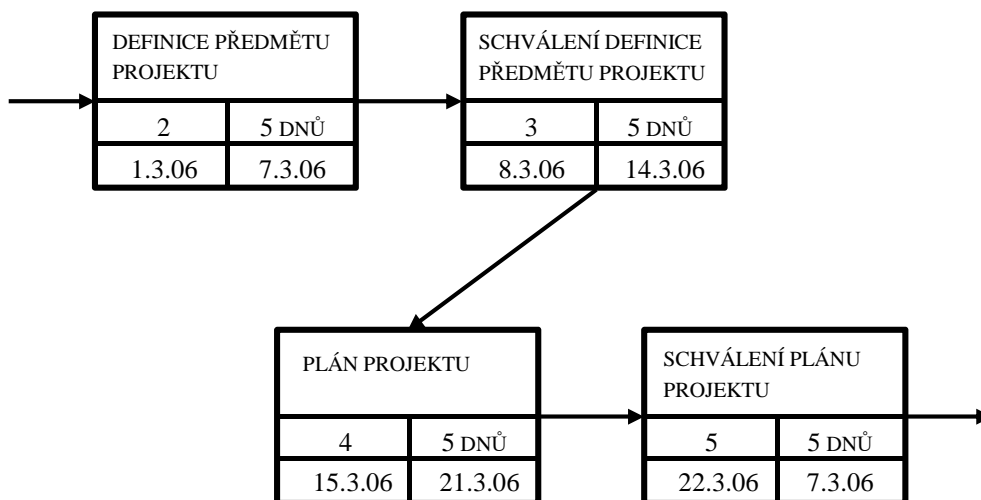 DEFINICE PŘEDMĚTU
PROJEKTU
2 5 DNŮ
1.3.06 7.3.06
SCHVÁLENÍ DEFINICE
PŘEDMĚTU PROJEKTU
3 5 DNŮ
8.3.06 14.3.06
PLÁN PROJEKTU
4 5 DNŮ
15.3.06 21.3.06
SCHVÁLENÍ PLÁNU
PROJEKTU
5 5 DNŮ
22.3.06 7.3.06